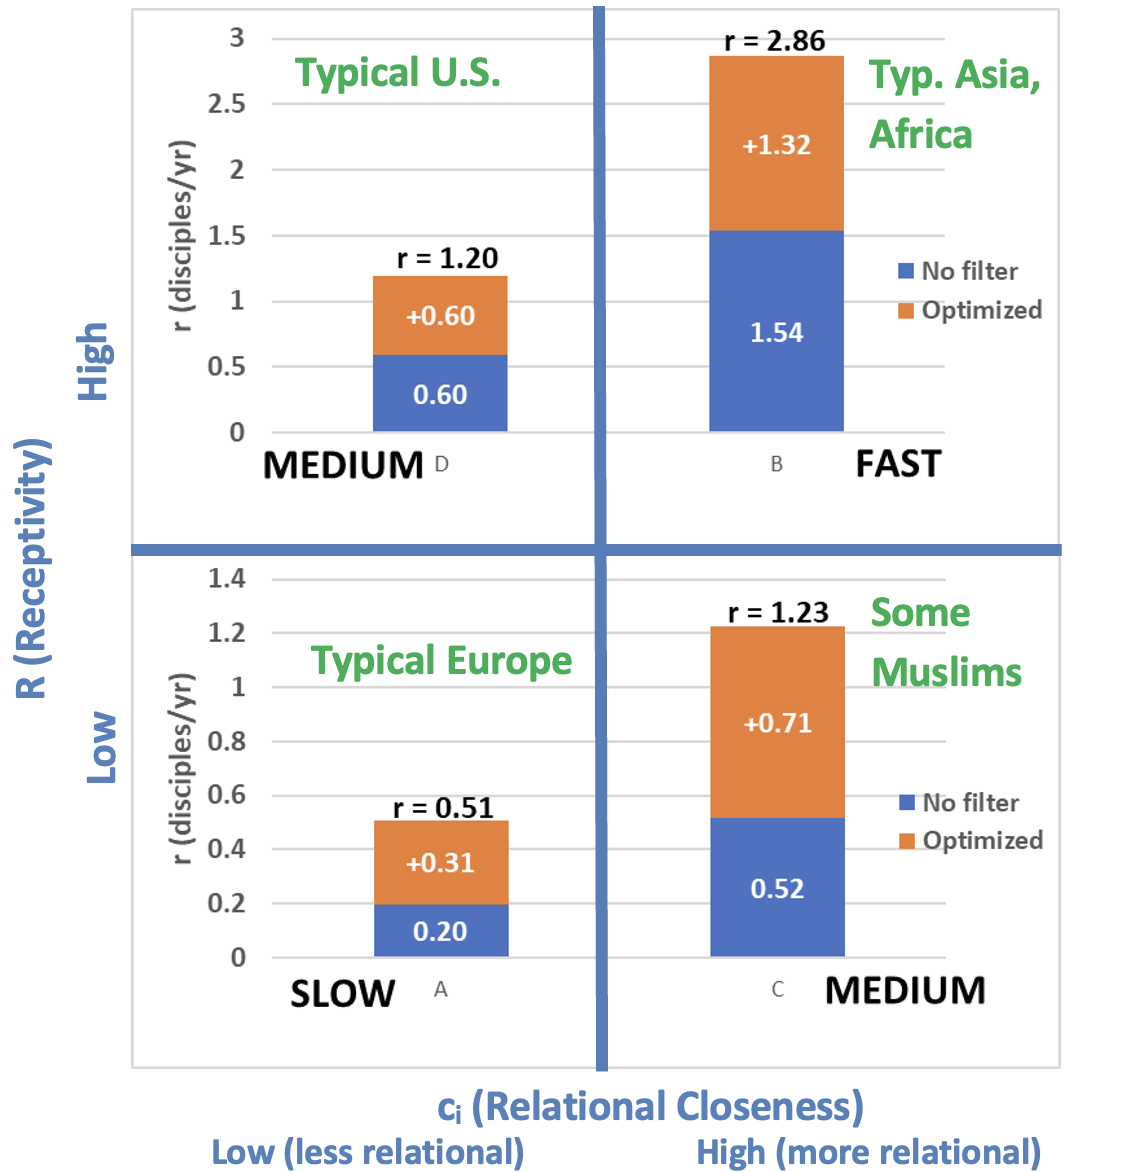 3
2.5
2
1.5
1
0.5
0
r (disciples/yr)
Typical U.S.
r = 1.20
+0.60
0.60
MEDIUM D
r = 2.86
Typ. Asia,
Africa
+1.32
1.54
No filter
Optimized
B FAST
High
R (Receptivity)
Low
1.4
1.2
1
0.8
0.6
0.4
0.2
0
r (disciples/yr)
Typical Europe
r = 0.51
+0.31
0.20
SLOW A
r = 1.23
Some
Muslims
+0.71
0.52
No filter
Optimized
C MEDIUM
ci (Relational Closeness)
Low (less relational) High (more relational)